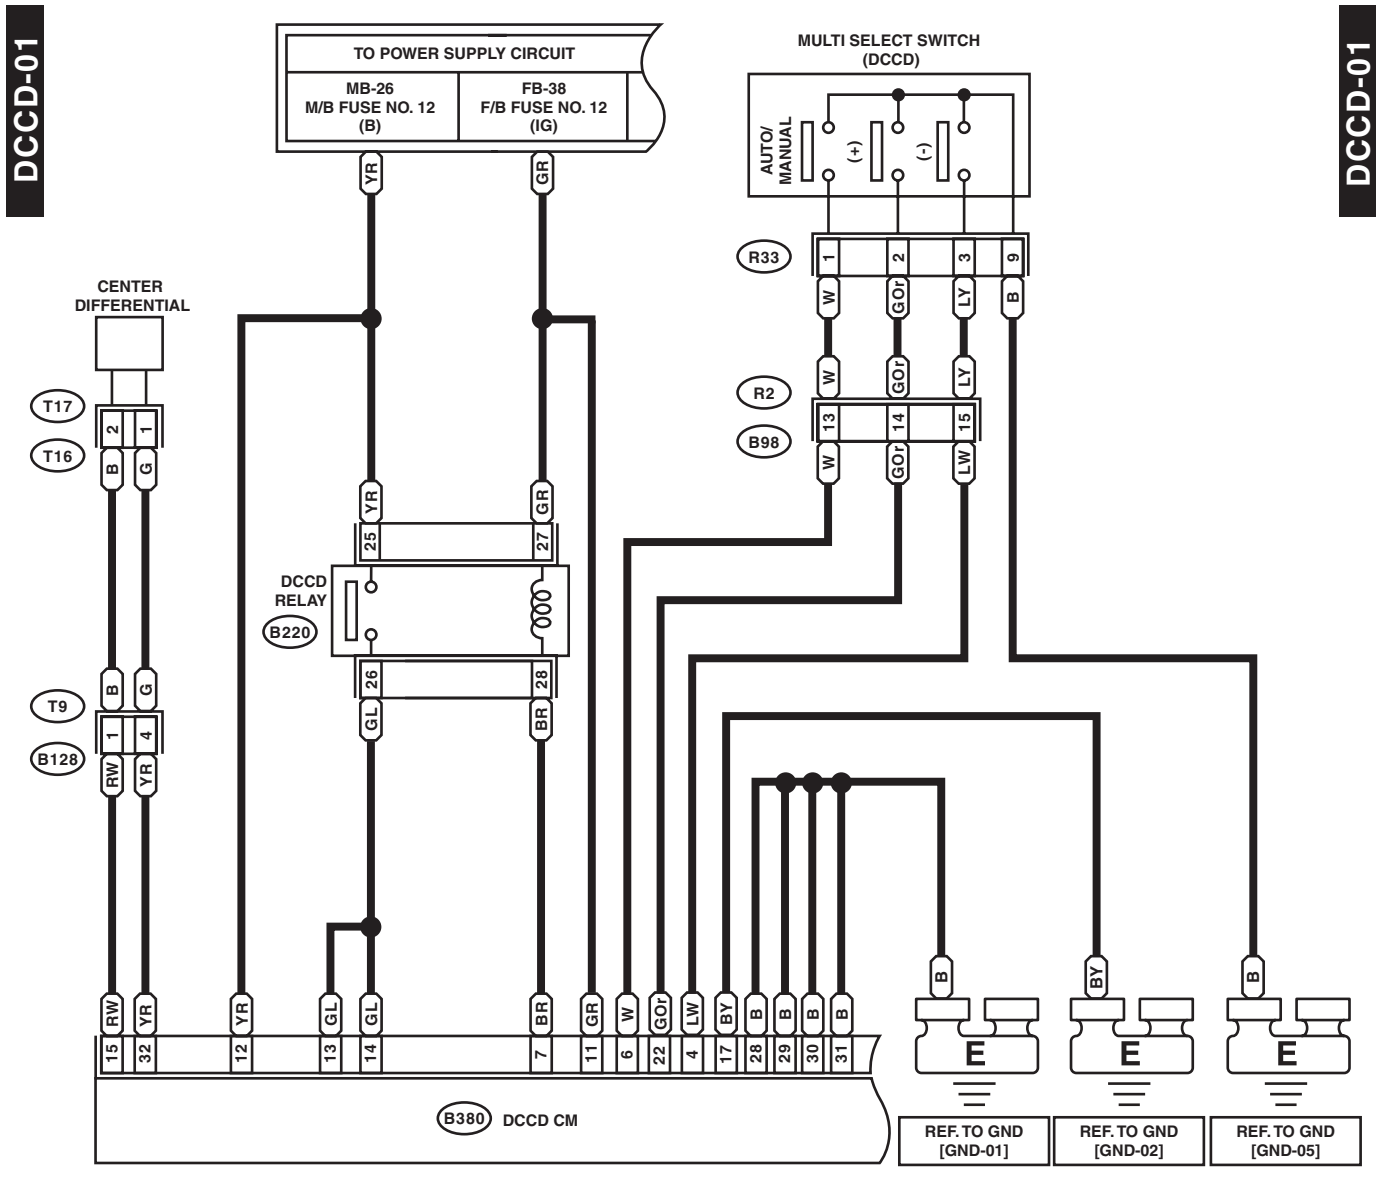 DCCD-01
DCCD-01
TO POWER SUPPLY CIRCUIT
MB-26
M/B FUSE NO. 12
(B)
FB-38
F/B FUSE NO. 12
(IG)
YR
GR
MULTI SELECT SWITCH
(DCCD)
AUTO/
MANUAL
(+)
(-)
R33
1
2
3
9
W
GOr
LY
B
W
GOr
LY
R2
13
14
15
B98
W
GOr
LW
CENTER
DIFFERENTIAL
T17
2
1
T16
B
G
YR
GR
25
27
DCCD
RELAY
B220
26
28
GL
BR
B
G
T9
1
4
B128
RW
YR
B
BY
B
RW
YR
YR
GL
GL
BR
GR
W
GOr
LW
BY
B
B
B
B
15
32
12
13
14
7
11
6
22
4
17
28
29
30
31
E
E
E
B380
DCCD CM
REF. TO GND
[GND-01]
REF. TO GND
[GND-02]
REF. TO GND
[GND-05]